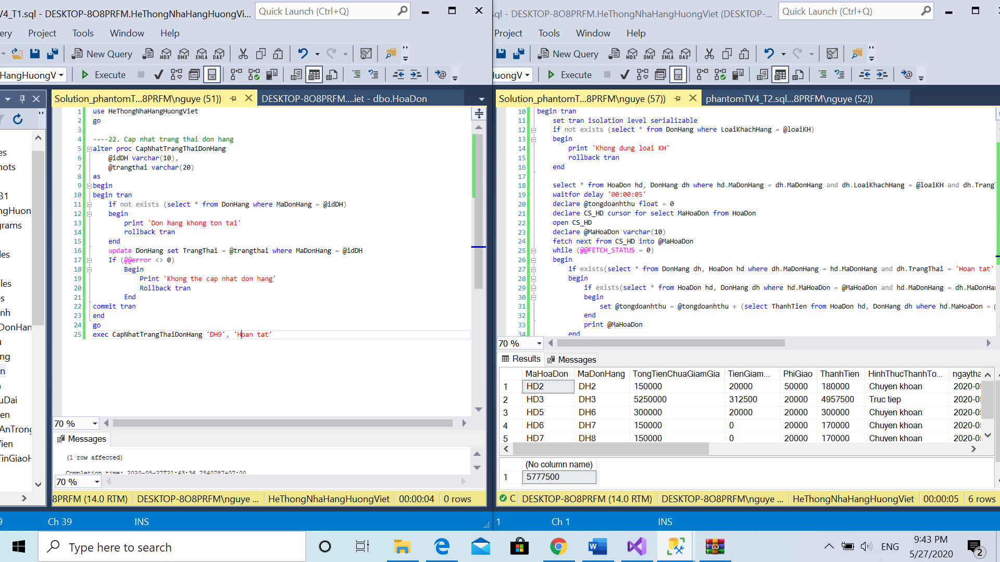 V4_T1.sql - DESKTOP-8O8PRFM.HeThongNhaHangHuongVi...
Quick Launch (Ctrl+Q)
ery Project Tools Window Help
New Query
HangHuongV
Execute
Solution_phantomT...8PRFM\nguye (51))
DESKTOP-8O8PRFM....iet - dbo.HoaDon
1 use HeThongNhaHangHuongViet
2 go
3
4 ----22. Cap nhat trang thai don hang
5 alter proc CapNhatTrangThaiDonHang
6 @idDH varchar(10),
7 @trangthai varchar(20)
8 as
9 begin
10 begin tran
11 if not exists (select * from DonHang where MaDonHang = @idDH)
12 begin
13 print 'Don hang khong ton tai'
14 rollback tran
15 end
16 update DonHang set TrangThai = @trangthai where MaDonHang = @idDH
17 If (@@error <> 0)
18 Begin
19 Print 'Khong the cap nhat don hang'
20 Rollback tran
21 End
22 commit tran
23 end
24 go
25 exec CapNhatTrangThaiDonHang 'DH9', 'Hoan tat'
70 %
Messages
(1 row affected)
Completion time: 2020-05-27T21:43:36.7540787+07:00
70 %
8PRFM (14.0 RTM) DESKTOP-8O8PRFM\nguye ... HeThongNhaHangHuongViet 00:00:04 0 rows
9 Ch 39 INS
es
nots
31
ngHuon
grams
les
les
s
nh
DonHan
u
ng
n
uDai
en
AnTrong
Vien
TinGiaoH
sql - DESKTOP-8O8PRFM.HeThongNhaHangHuongViet (DESKTOP-...
Quick Launch (Ctrl+Q)
Project Tools Window Help
New Query
HuongV
Execute
Solution_phantomT...8PRFM\nguye (57))
phantomTV4_T2.sql...8PRFM\nguye (52))
10 begin tran
11 set tran isolation level serializable
12 if not exists (select * from DonHang where LoaiKhachHang = @loaiKH)
13 begin
14 print 'Khong dung loai KH'
15 rollback tran
16 end
17
18 select * from HoaDon hd, DonHang dh where hd.MaDonHang = dh.MaDonHang and dh.LoaiKhachHang = @loaiKH and dh.Trang
19 waitfor delay '00:00:05'
20 declare @tongdoanhthu float = 0
21 declare CS_HD cursor for select MaHoaDon from HoaDon
22 open CS_HD
23 declare @MaHoaDon varchar(10)
24 fetch next from CS_HD into @MaHoaDon
25 while (@@FETCH_STATUS = 0)
26 begin
27 if exists(select * from DonHang dh, HoaDon hd where dh.MaDonHang = hd.MaDonHang and dh.TrangThai = 'Hoan tat'
28 begin
29 if exists(select * from HoaDon hd, DonHang dh where hd.MaHoaDon = @MaHoaDon and hd.MaDonHang = dh.MaDonHan
30 begin
31 set @tongdoanhthu = @tongdoanhthu + (select ThanhTien from HoaDon hd, DonHang dh where hd.MaHoaDon = @
32 end
33 print @MaHoaDon
34 end
70 %
Results Messages
MaHoaDon MaDonHang TongTienChuaGiamGia TienGiam... PhiGiao ThanhTien HinhThucThanhTo... ngaytha
1 HD2 DH2 150000 20000 50000 180000 Chuyen khoan 2020-05
2 HD3 DH3 5250000 312500 20000 4957500 Truc tiep 2020-05
3 HD5 DH6 300000 20000 20000 300000 Chuyen khoan 2020-05
4 HD6 DH7 150000 0 20000 170000 Chuyen khoan 2020-05
5 HD7 DH8 150000 0 20000 170000 Chuyen khoan 2020-05
(No column name)
1 5777500
C DESKTOP-8O8PRFM (14.0 RTM) DESKTOP-8O8PRFM\nguye ... HeThongNhaHangHuongViet 00:00:05 6 rows
1 Ch 1 INS
Type here to search
ENG
9:43 PM
5/27/2020
2